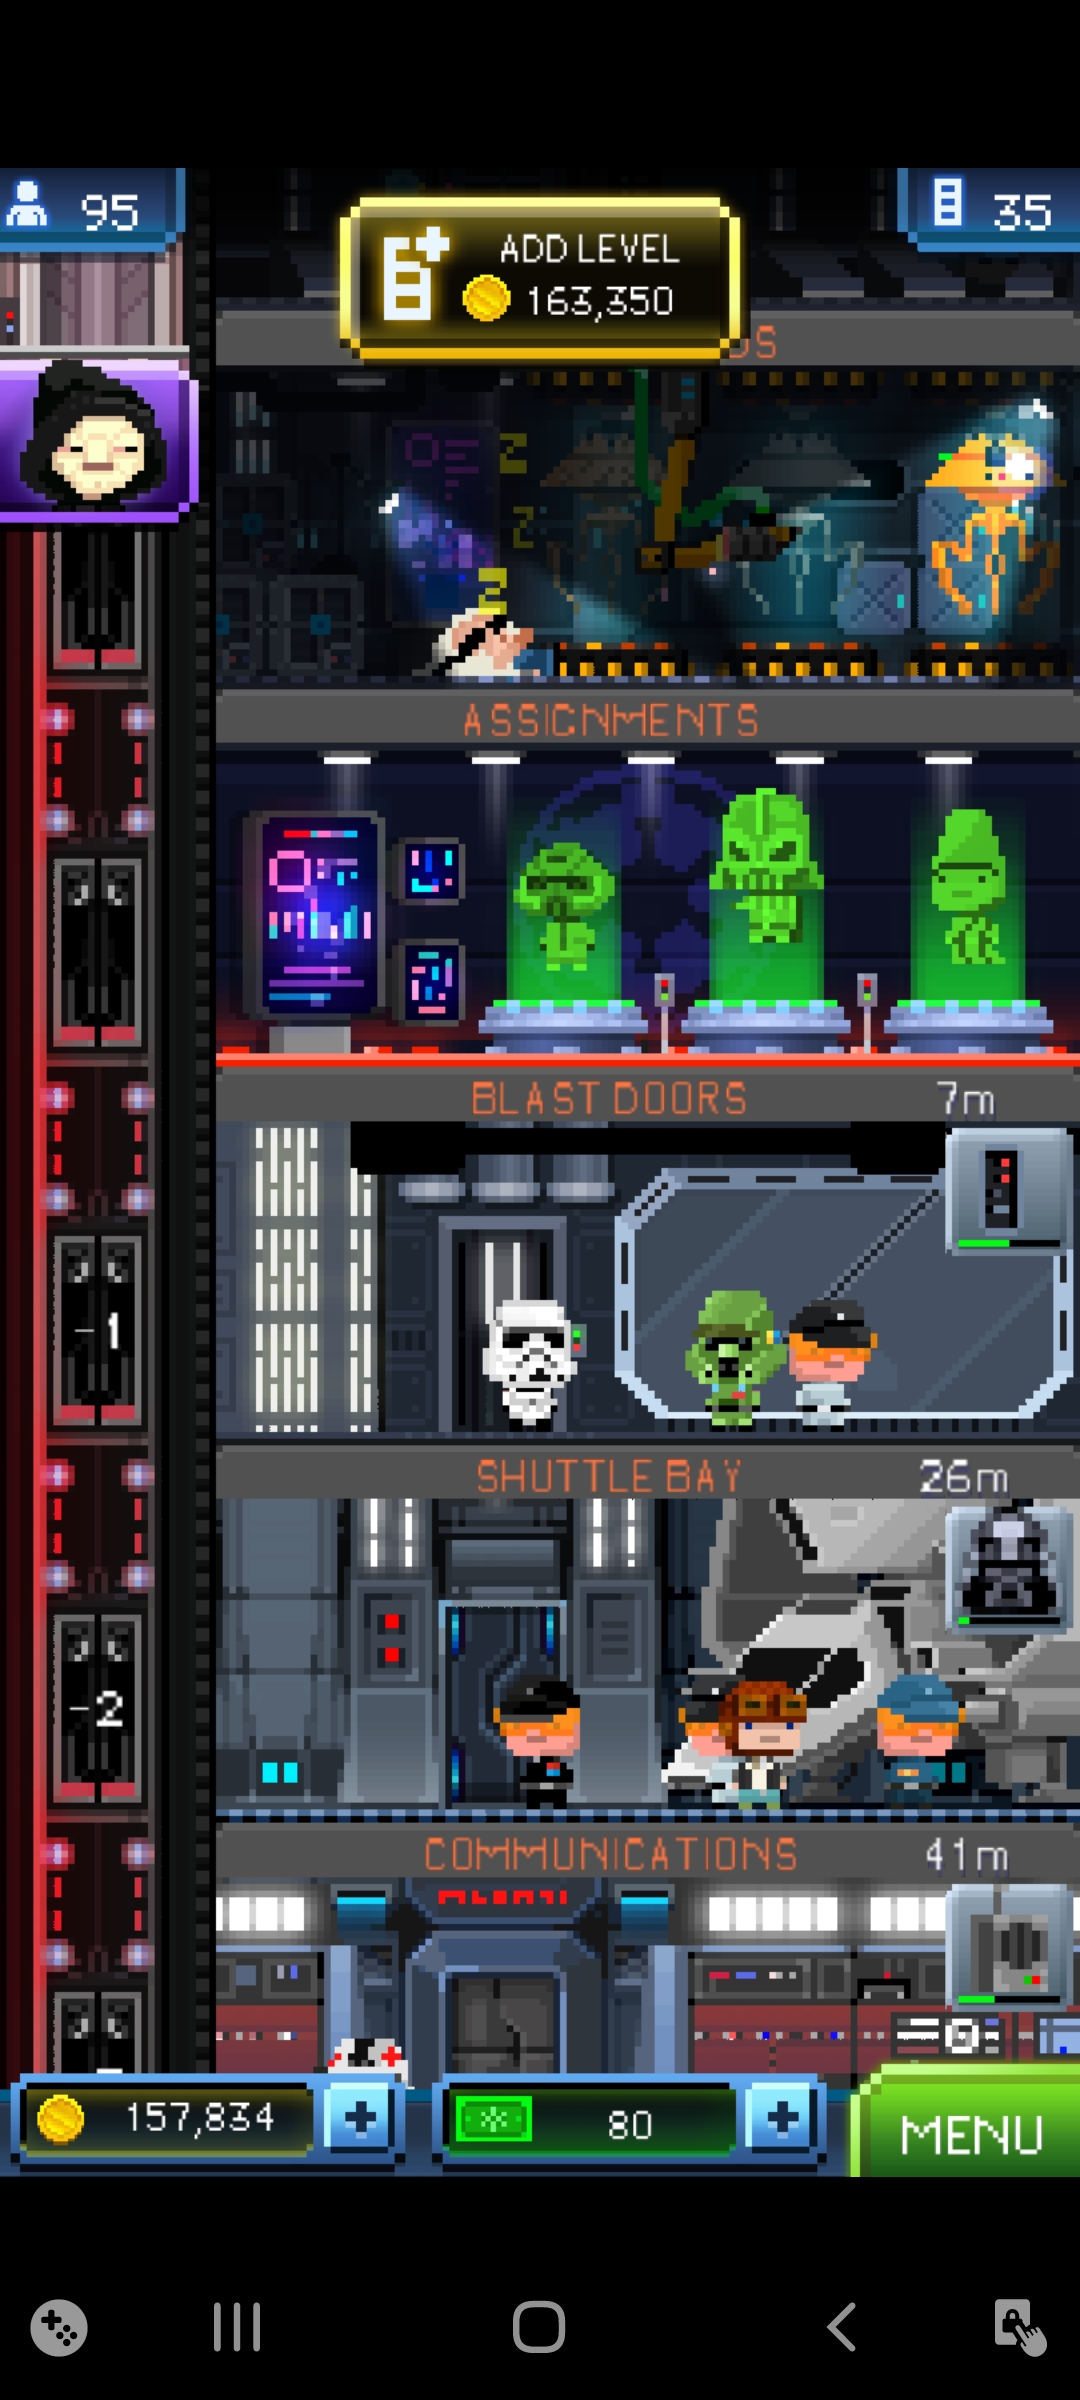 95
ADD LEVEL
163,350
35
DS
Z
Z
Z
ASSIGNMENTS
BLAST DOORS 7m
-1
SHUTTLE BAY 26m
-2
COMMUNICATIONS 41m
157,834 +
80 +
MENU